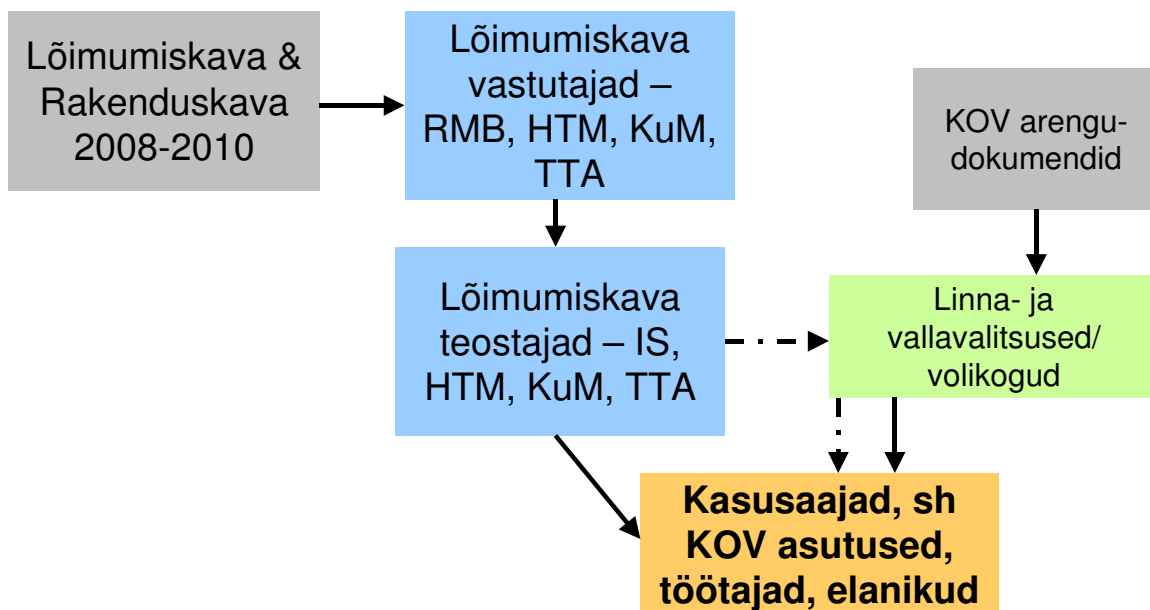 Lõimumiskava &
Rakenduskava
2008-2010
Lõimumiskava
vastutajad –
RMB, HTM, KuM,
TTA
KOV arengu-
dokumendid
Lõimumiskava
teostajad – IS,
HTM, KuM, TTA
Linna- ja
vallavalitsused/
volikogud
Kasusaajad, sh
KOV asutused,
töötajad, elanikud